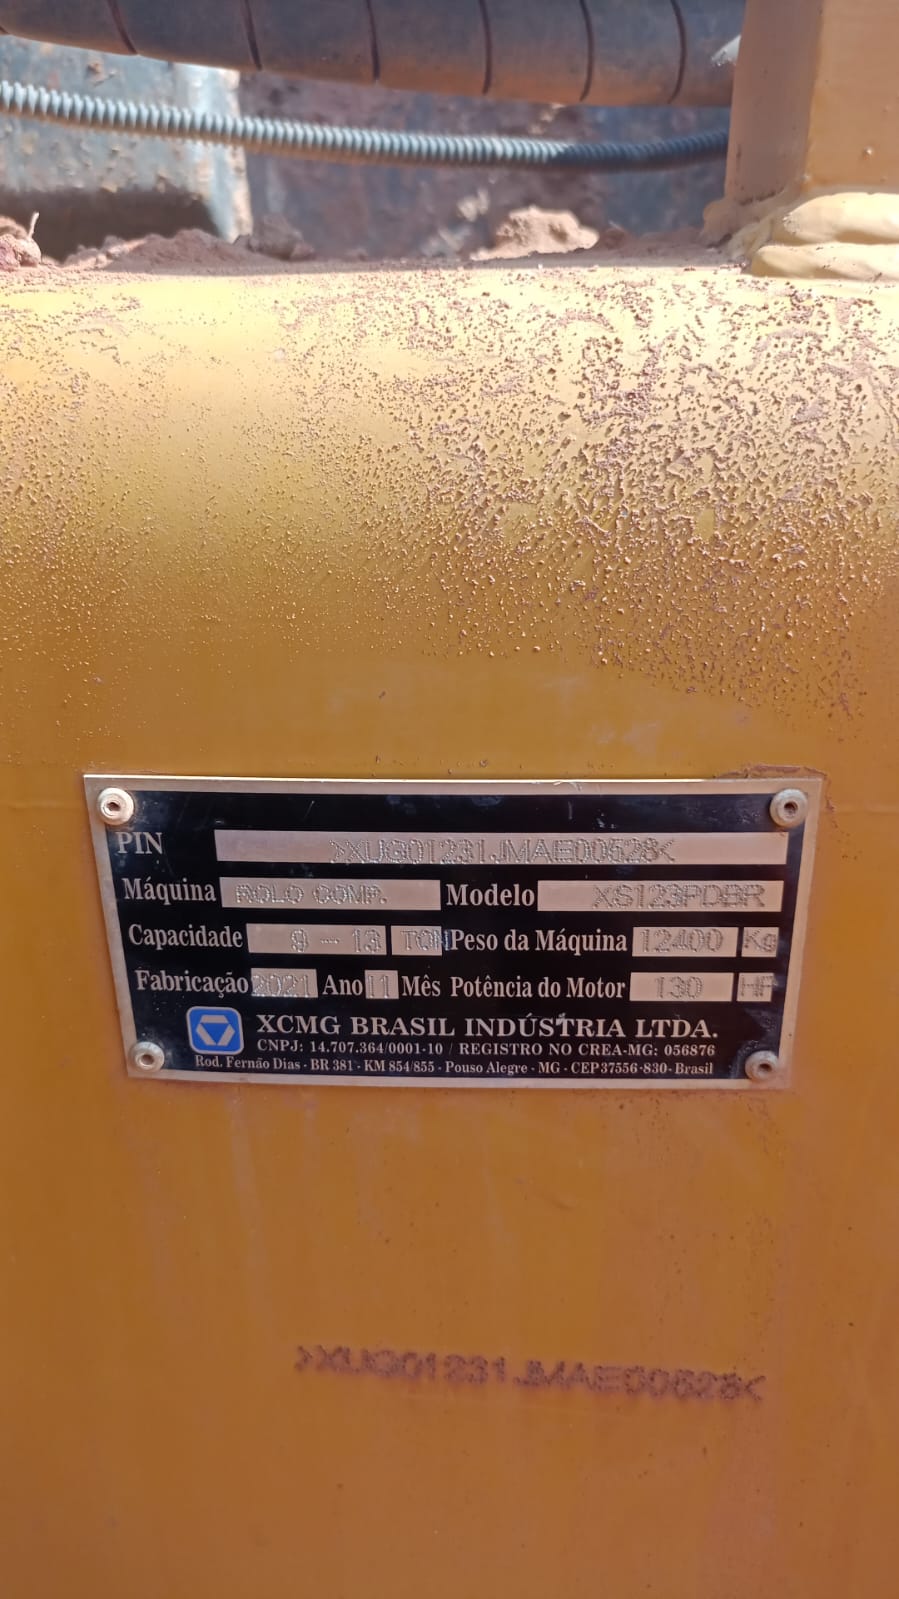 PIN >XUG01231JMAE00528<
Máquina ROLO COMP. Modelo XS123PDBR
Capacidade 9 - 13 TON Peso da Máquina 12400 Kg
Fabricação 2021 Ano 11 Mês Potência do Motor 130 HP
XCMG BRASIL INDÚSTRIA LTDA.
CNPJ: 14.707.364/0001-10 / REGISTRO NO CREA-MG: 056876
Rod. Fernão Dias - BR 381 - KM 854/855 - Pouso Alegre - MG - CEP 37556-830 - Brasil
>XUG01231JMAE00528<